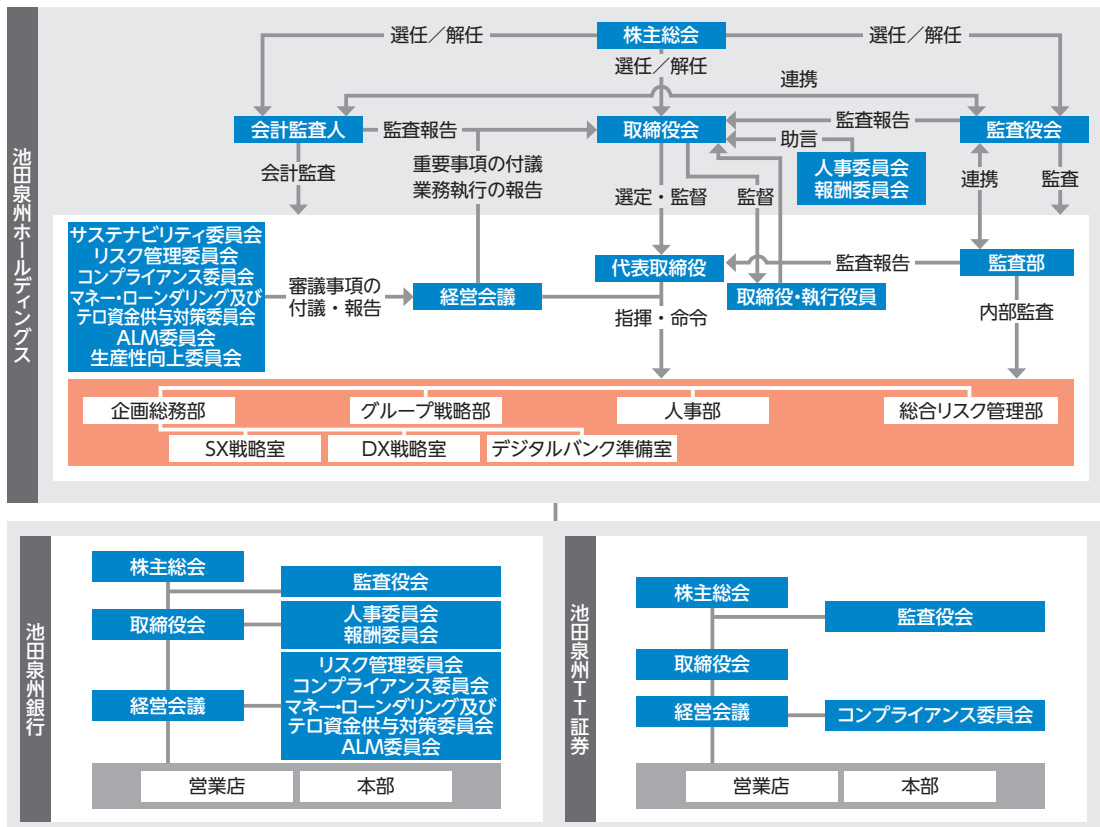 池田泉州ホールディングス
選任／解任
株主総会
選任／解任
選任／解任
連携
会計監査人
監査報告
取締役会
監査報告
監査役会
助言
人事委員会
報酬委員会
会計監査
重要事項の付議
業務執行の報告
選定・監督
監督
連携
監査
サステナビリティ委員会
リスク管理委員会
コンプライアンス委員会
マネー・ローンダリング及び
テロ資金供与対策委員会
ALM委員会
生産性向上委員会
審議事項の
付議・報告
経営会議
代表取締役
監査報告
監査部
取締役・執行役員
指揮・命令
内部監査
企画総務部
グループ戦略部
人事部
総合リスク管理部
SX戦略室
DX戦略室
デジタルバンク準備室
池田泉州銀行
株主総会
監査役会
取締役会
人事委員会
報酬委員会
経営会議
リスク管理委員会
コンプライアンス委員会
マネー・ローンダリング及び
テロ資金供与対策委員会
ALM委員会
営業店
本部
池田泉州TT証券
株主総会
監査役会
取締役会
経営会議
コンプライアンス委員会
営業店
本部